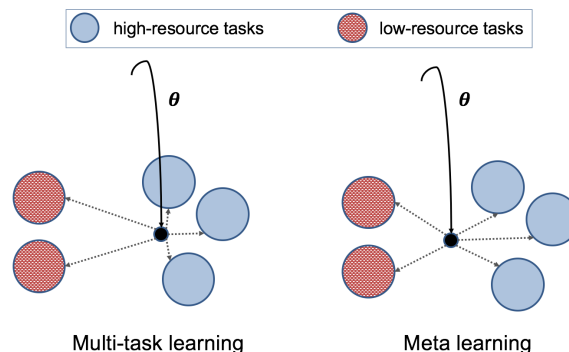 high-resource tasks
low-resource tasks
θ
θ
Multi-task learning
Meta learning